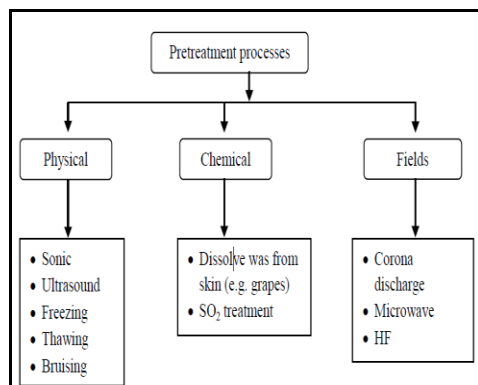 Pretreatment processes
Physical
Chemical
Fields
• Sonic
• Ultrasound
• Freezing
• Thawing
• Bruising
• Dissolve was from
skin (e.g. grapes)
• SO₂ treatment
• Corona
discharge
• Microwave
• HF